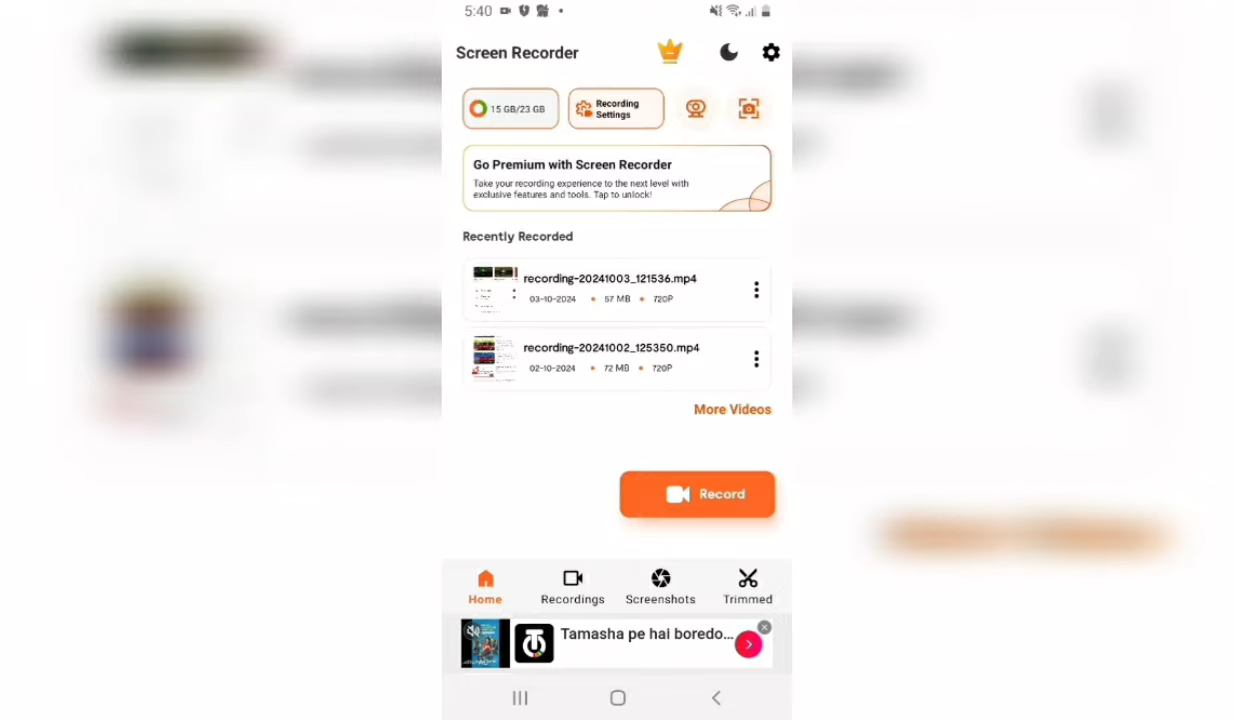 5:40
Screen Recorder
15 GB/23 GB
Recording
Settings
Go Premium with Screen Recorder
Take your recording experience to the next level with
exclusive features and tools. Tap to unlock!
Recently Recorded
recording-20241003_121536.mp4
03-10-2024 • 57 MB • 720P
recording-20241002_125350.mp4
02-10-2024 • 72 MB • 720P
More Videos
Record
Home Recordings Screenshots Trimmed
Tamasha pe hai boredo...